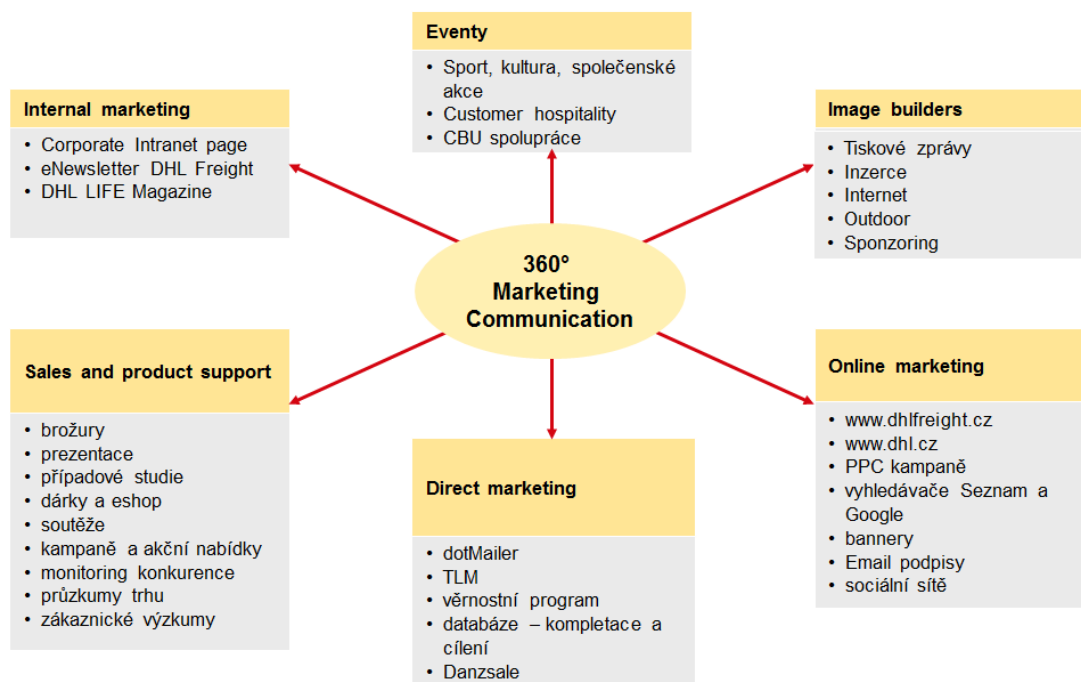 Eventy
• Sport, kultura, společenské
akce
• Customer hospitality
• CBU spolupráce
Internal marketing
• Corporate Intranet page
• eNewsletter DHL Freight
• DHL LIFE Magazine
Image builders
• Tiskové zprávy
• Inzerce
• Internet
• Outdoor
• Sponzoring
360°
Marketing
Communication
Sales and product support
• brožury
• prezentace
• případové studie
• dárky a eshop
• soutěže
• kampaně a akční nabídky
• monitoring konkurence
• průzkumy trhu
• zákaznické výzkumy
Direct marketing
• dotMailer
• TLM
• věrnostní program
• databáze – kompletace a
cílení
• Danzsale
Online marketing
• www.dhlfreight.cz
• www.dhl.cz
• PPC kampaně
• vyhledávače Seznam a
Google
• bannery
• Email podpisy
• sociální sítě